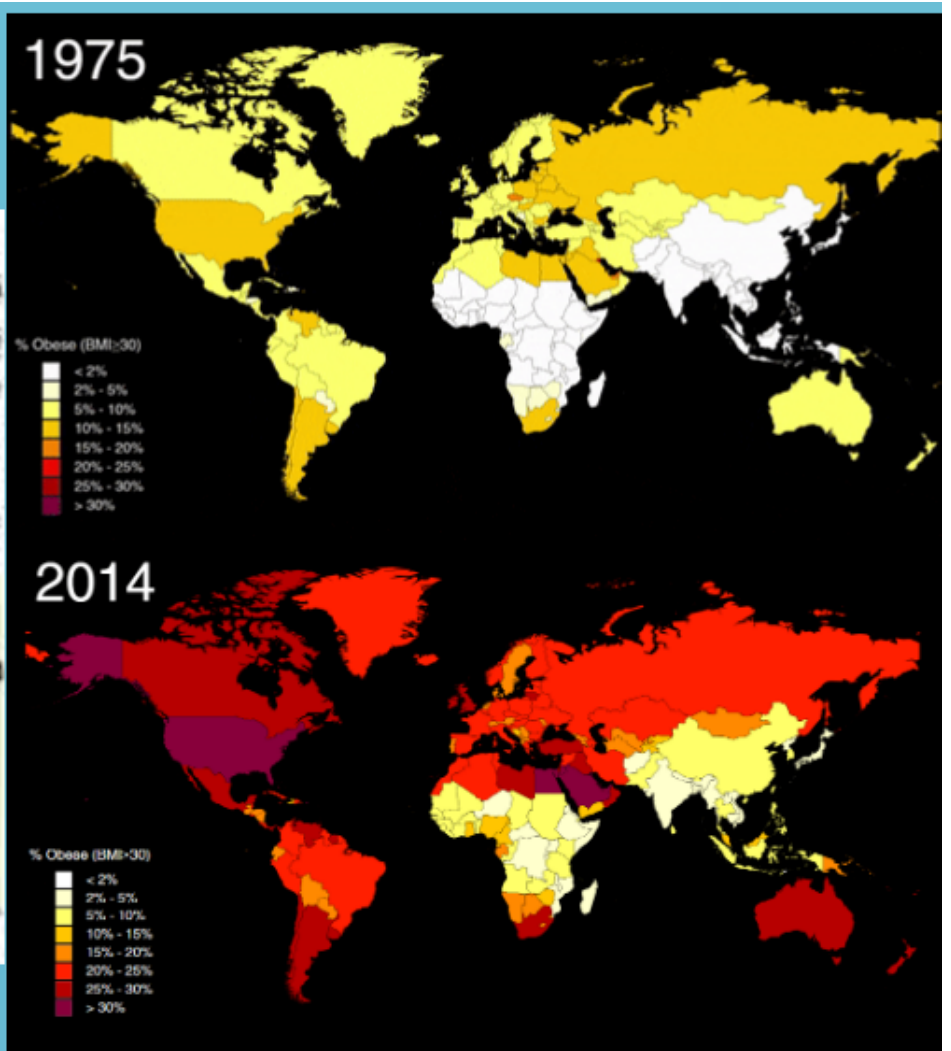 1975
% Obese (BMI≥30)
< 2%
2% - 5%
5% - 10%
10% - 15%
15% - 20%
20% - 25%
25% - 30%
> 30%
2014
% Obese (BMI>30)
< 2%
2% - 5%
5% - 10%
10% - 15%
15% - 20%
20% - 25%
25% - 30%
> 30%